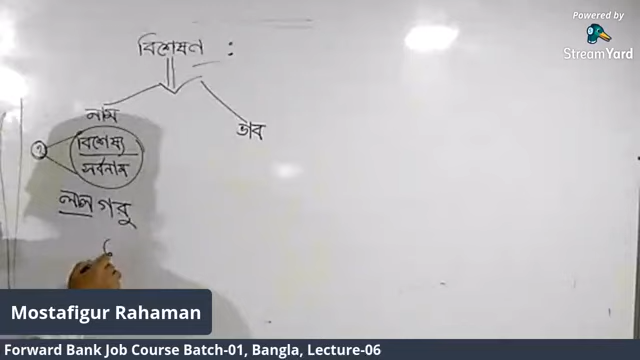 Powered by
StreamYard
বিশেষণ :
নাম
ভাব
বিশেষ্য
সর্বনাম
লাল গরু
Mostafigur Rahaman
Forward Bank Job Course Batch-01, Bangla, Lecture-06